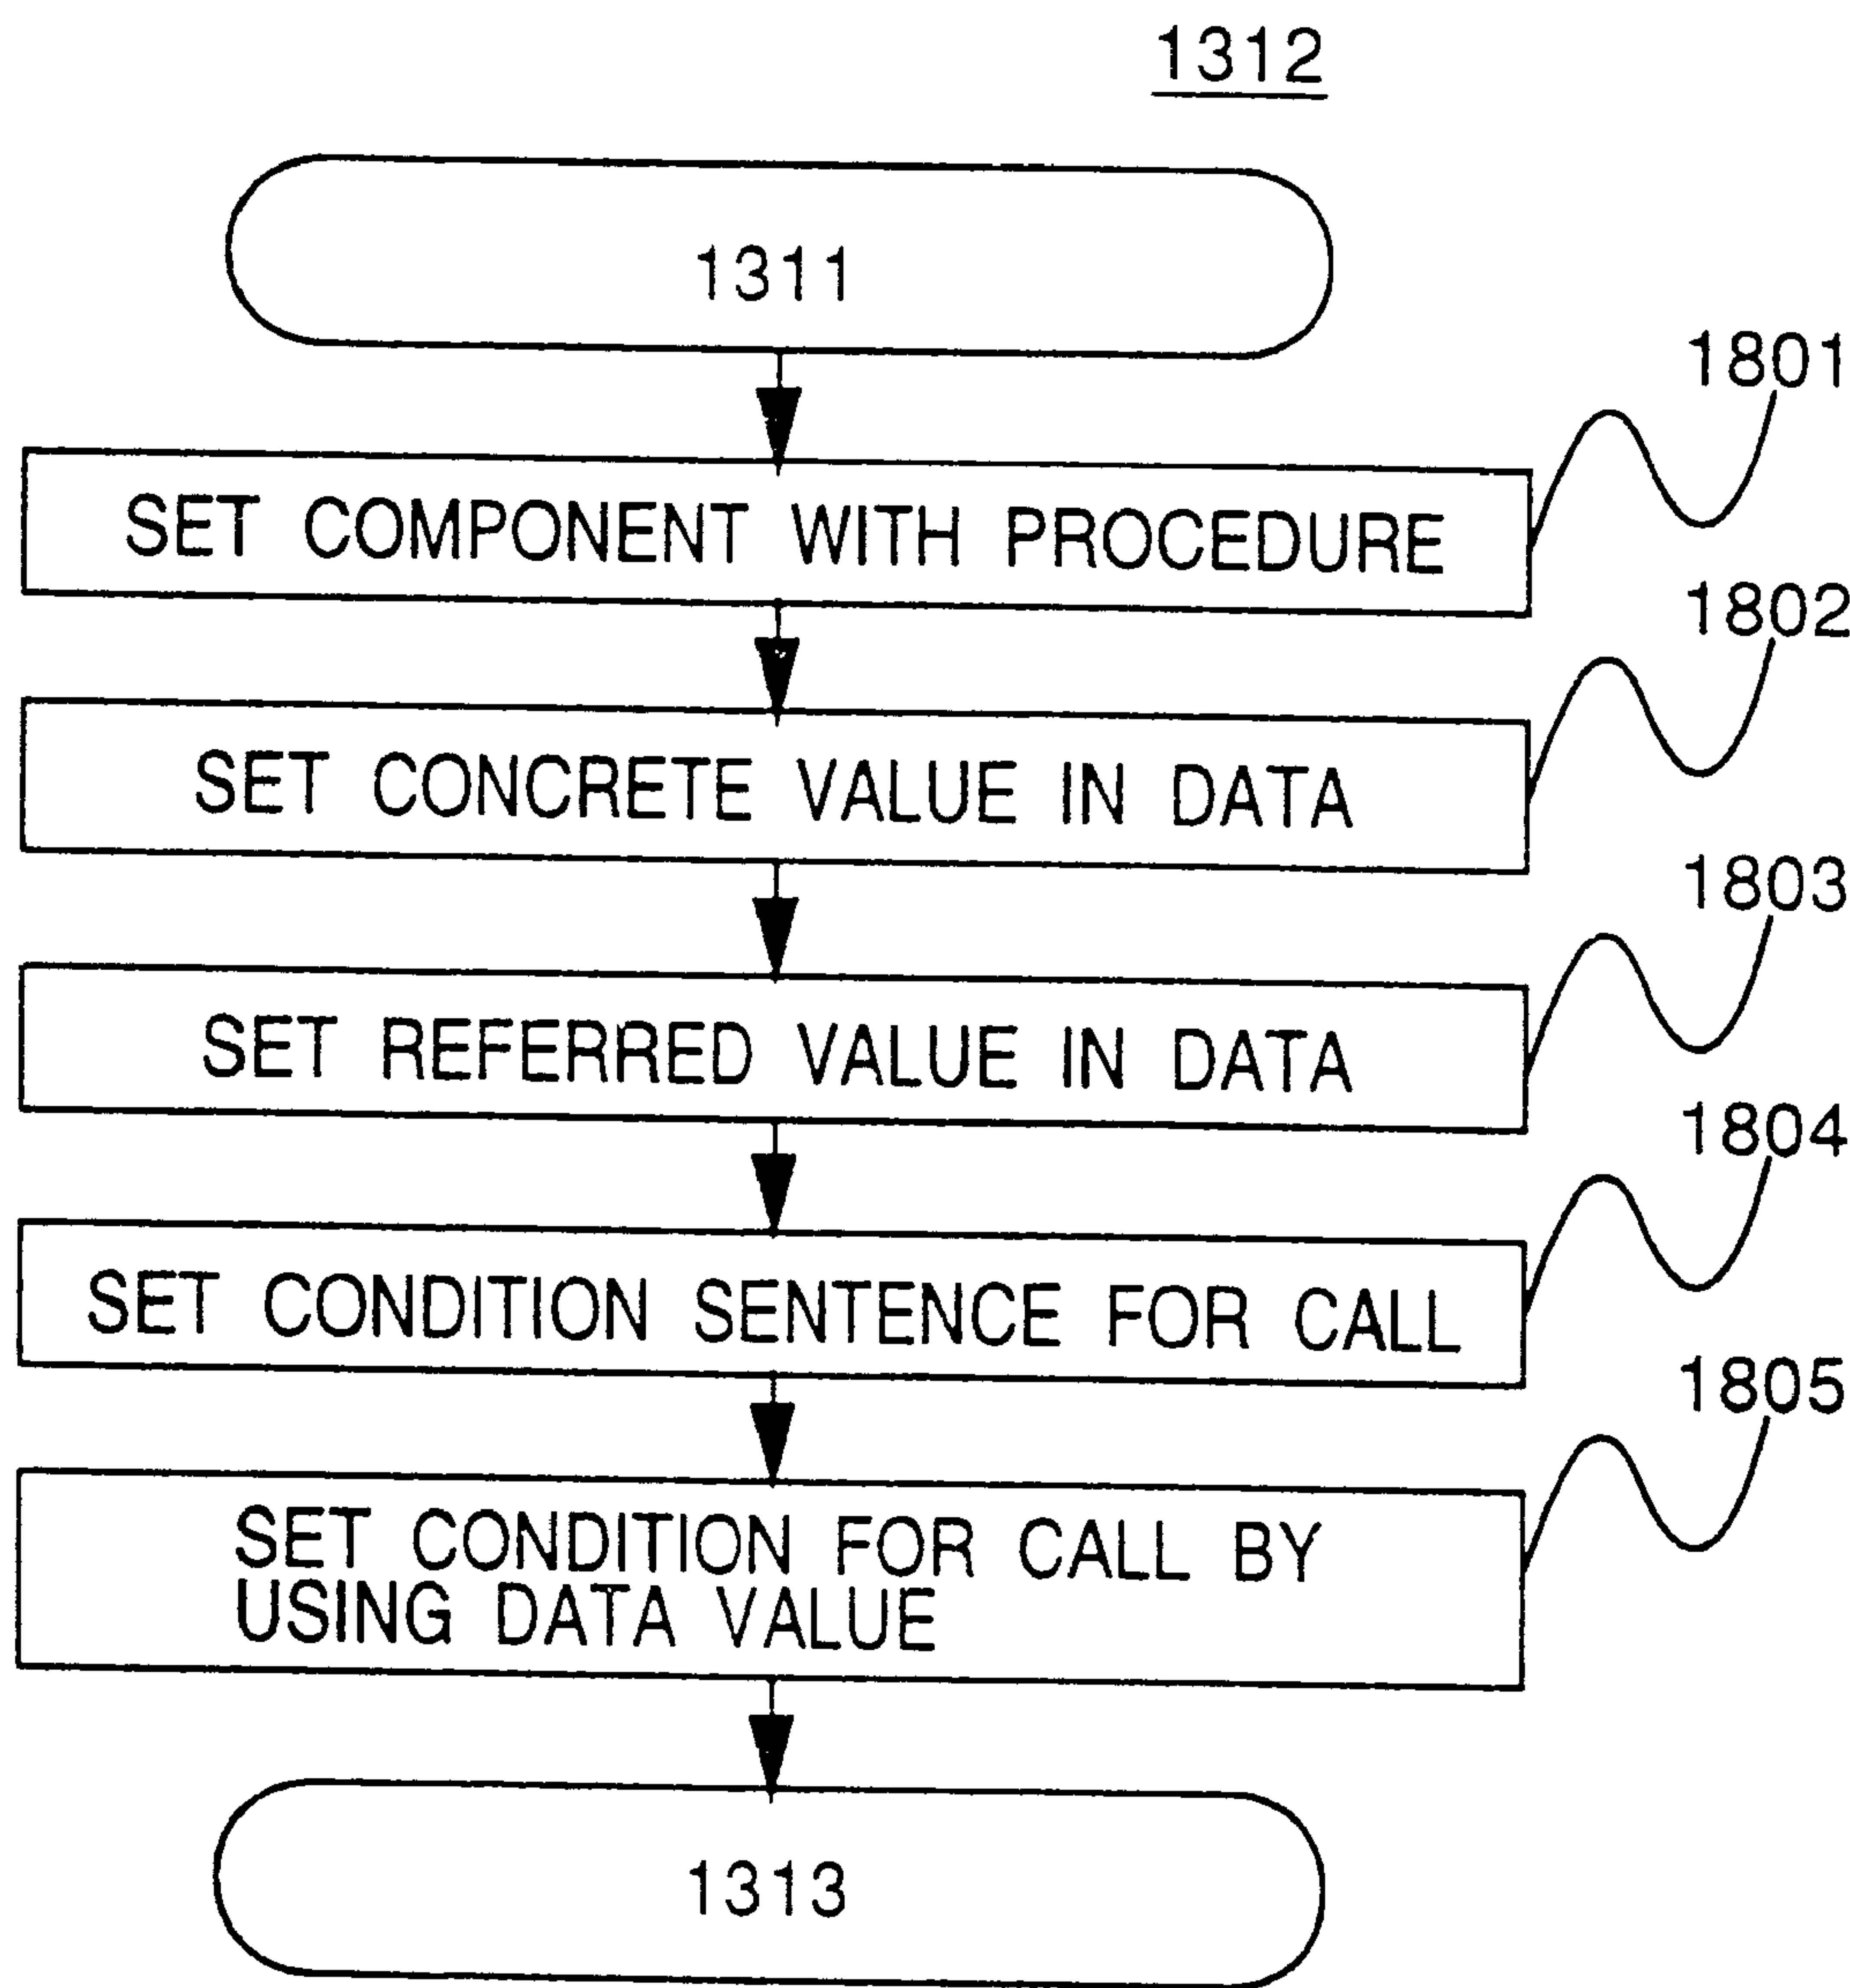 1312
1311
1801
SET COMPONENT WITH PROCEDURE
1802
SET CONCRETE VALUE IN DATA
1803
SET REFERRED VALUE IN DATA
1804
SET CONDITION SENTENCE FOR CALL
1805
SET CONDITION FOR CALL BY
USING DATA VALUE
1313